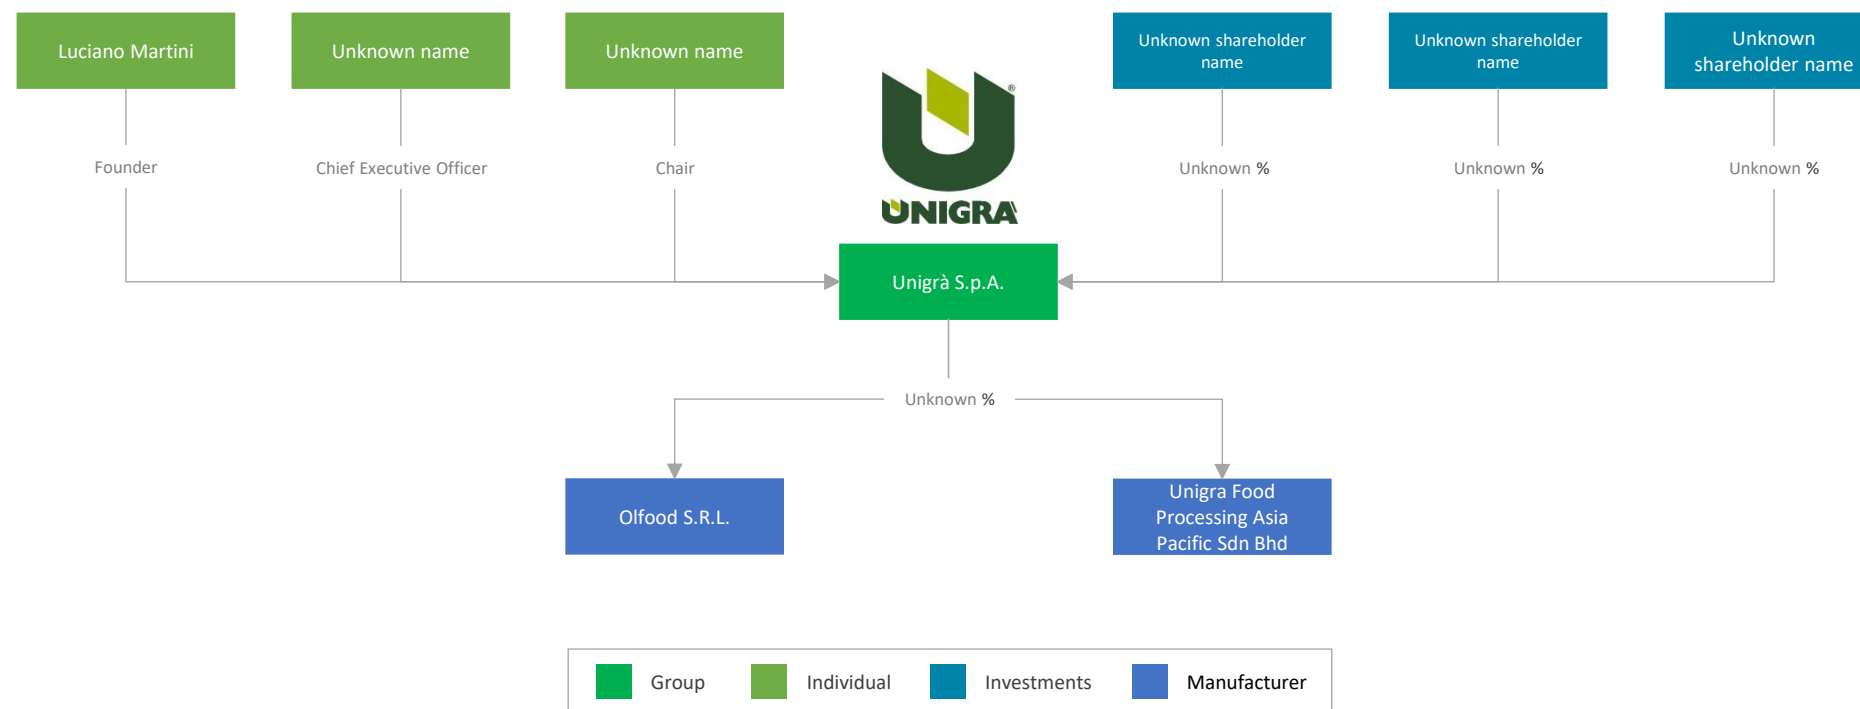 Luciano Martini
Unknown name
Unknown name
Unknown shareholder
name
Unknown shareholder
name
Unknown
shareholder name
®
Founder
Chief Executive Officer
Chair
Unknown %
Unknown %
Unknown %
UNIGRÀ
Unigrà S.p.A.
Unknown %
Olfood S.R.L.
Unigra Food
Processing Asia
Pacific Sdn Bhd
Group
Individual
Investments
Manufacturer